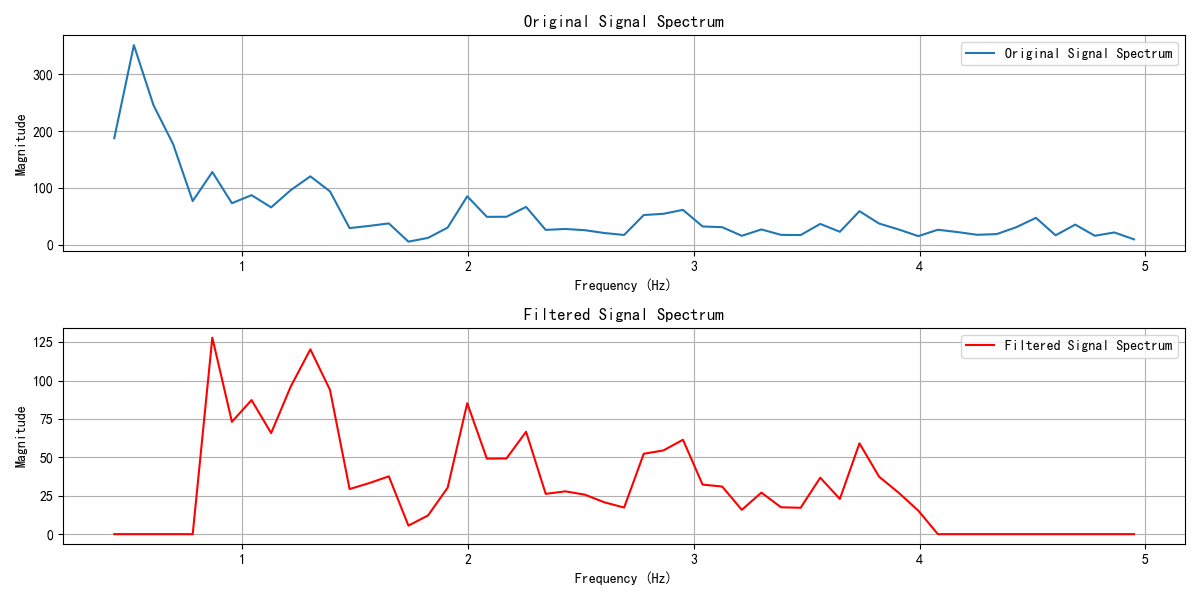 Original Signal Spectrum
Original Signal Spectrum
Magnitude
300
200
100
0
1 2 3 4 5
Frequency (Hz)
Filtered Signal Spectrum
Filtered Signal Spectrum
Magnitude
125
100
75
50
25
0
1 2 3 4 5
Frequency (Hz)